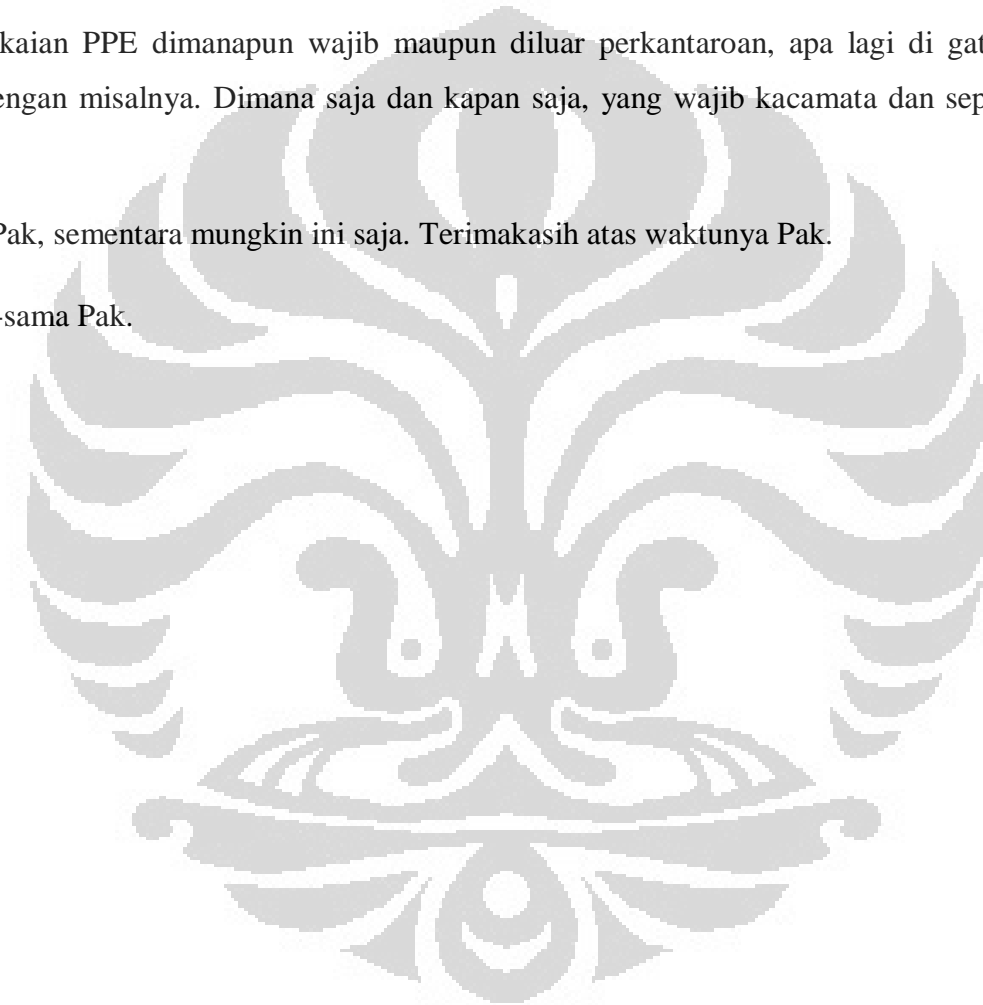 kaian PPE dimanapun wajib maupun diluar perkantaroan, apa lagi di gat
engan misalnya. Dimana saja dan kapan saja, yang wajib kacamata dan sep
Pak, sementara mungkin ini saja. Terimakasih atas waktunya Pak.
-sama Pak.